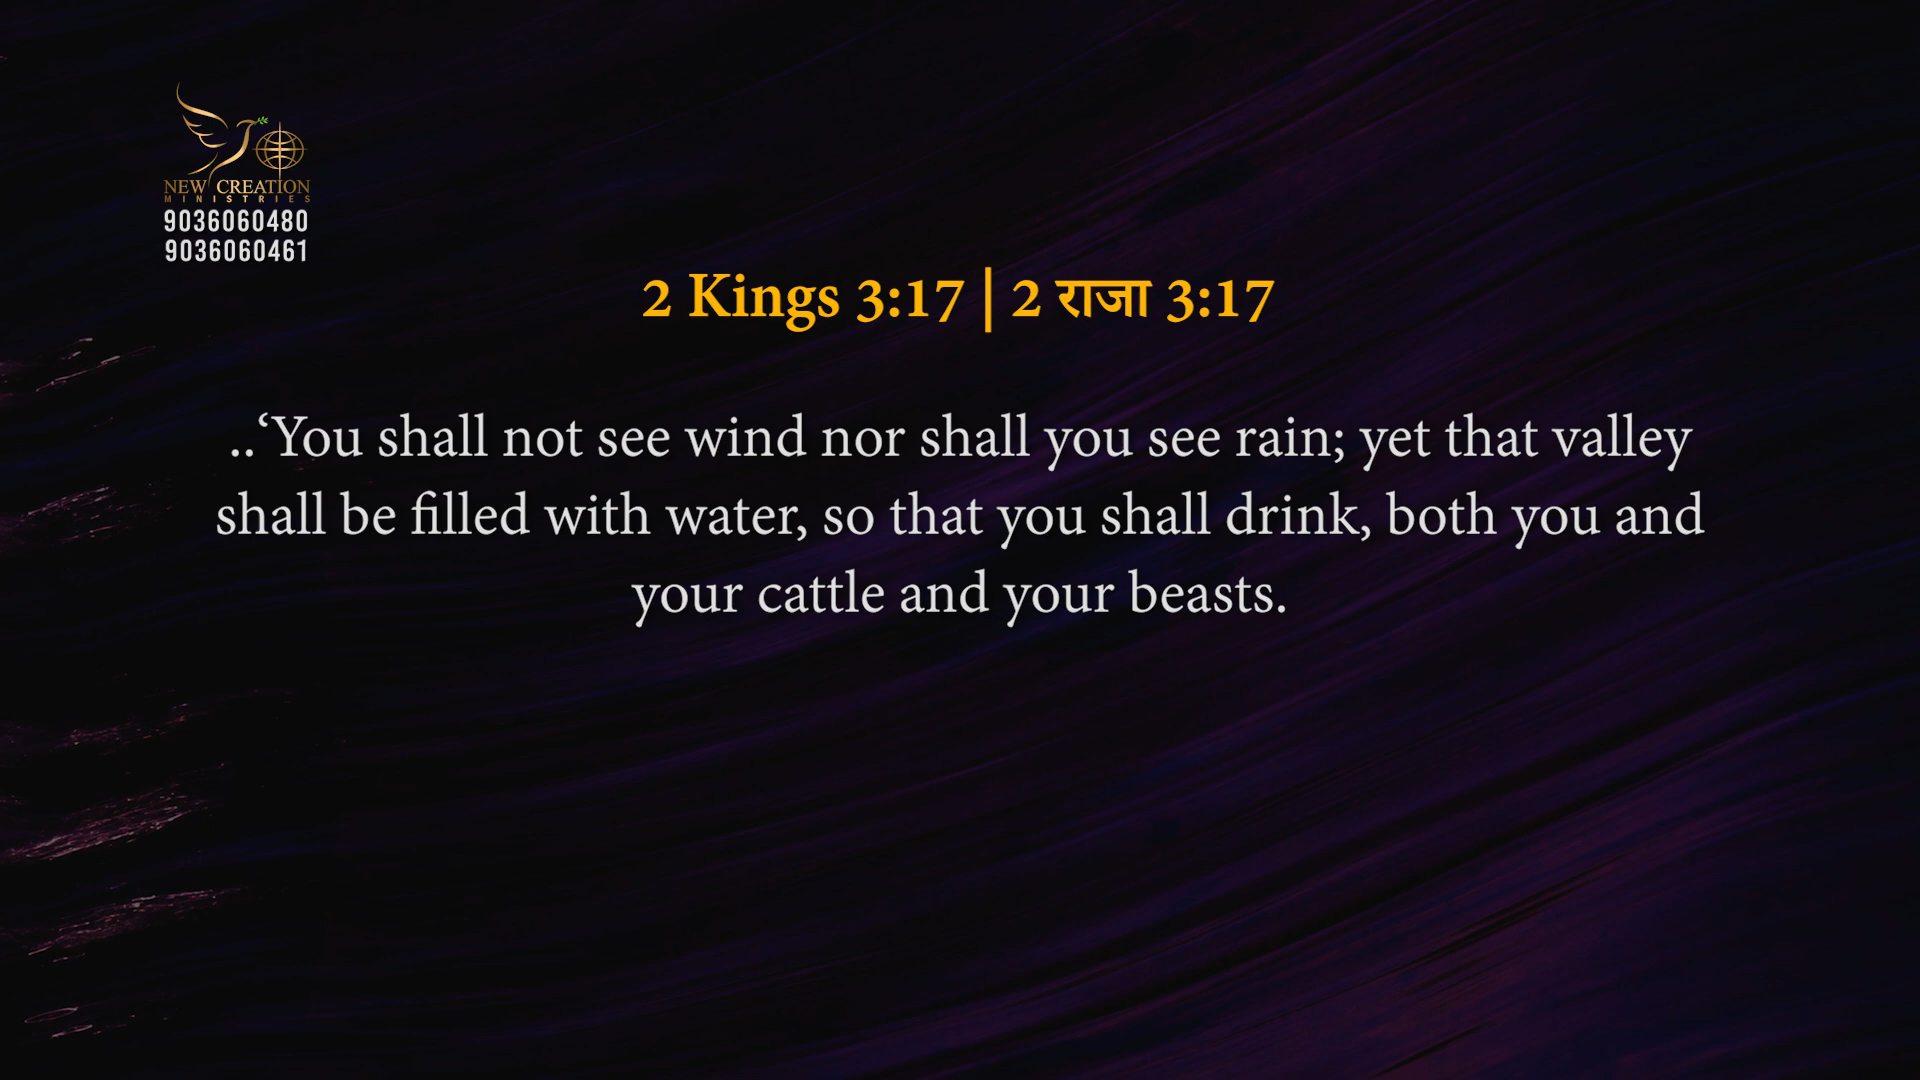 NEW CREATION
MINISTRIES
9036060480
9036060461
2 Kings 3:17 | 2 राजा 3:17
..‘You shall not see wind nor shall you see rain; yet that valley
shall be filled with water, so that you shall drink, both you and
your cattle and your beasts.